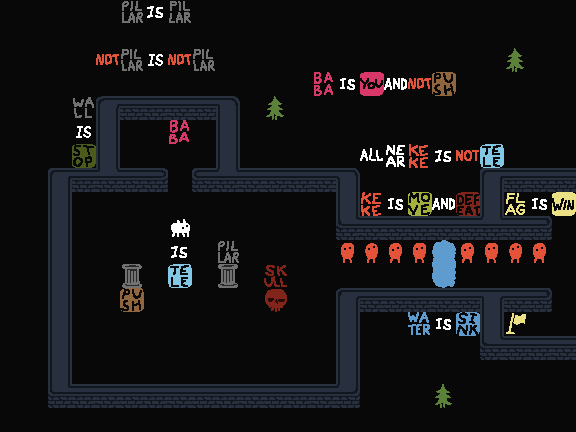 PILLAR IS PILLAR
NOT PILLAR IS NOT PILLAR
BABA IS YOU AND NOT PUSH
WALL IS STOP
BABA
ALL NEAR KEKE IS NOT TELE
KEKE IS MOVE AND DEFEAT
FLAG IS WIN
IS TELE
PILLAR
SKULL
PUSH
WATER IS SINK